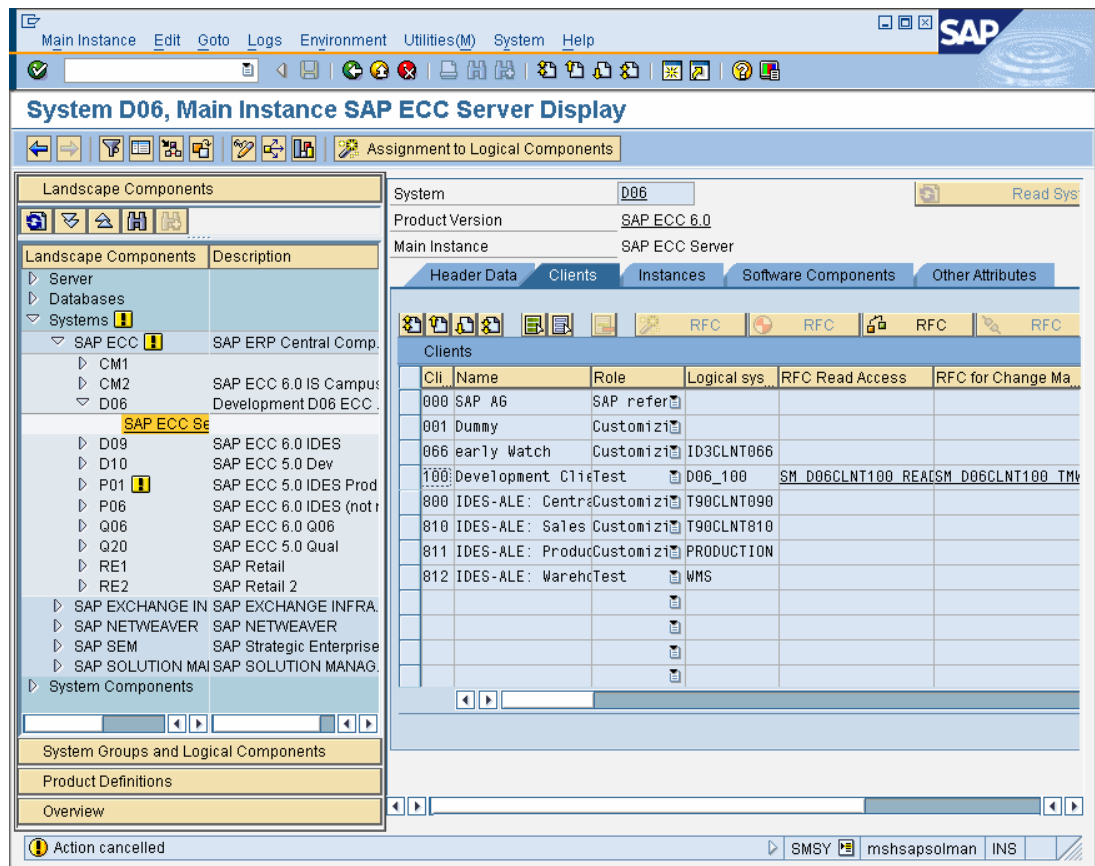 Main Instance Edit Goto Logs Environment Utilities(M) System Help
SAP
System D06, Main Instance SAP ECC Server Display
Assignment to Logical Components
Landscape Components
Landscape Components Description
Server
Databases
Systems
SAP ECC SAP ERP Central Comp.
CM1
CM2 SAP ECC 6.0 IS Campus
D06 Development D06 ECC .
SAP ECC Se
D09 SAP ECC 6.0 IDES
D10 SAP ECC 5.0 Dev
P01 SAP ECC 5.0 IDES Prod
P06 SAP ECC 6.0 IDES (not r
Q06 SAP ECC 6.0 Q06
Q20 SAP ECC 5.0 Qual
RE1 SAP Retail
RE2 SAP Retail 2
SAP EXCHANGE IN SAP EXCHANGE INFRA.
SAP NETWEAVER SAP NETWEAVER
SAP SEM SAP Strategic Enterprise
SAP SOLUTION MAI SAP SOLUTION MANAG.
System Components
System Groups and Logical Components
Product Definitions
Overview
System D06 Read Sys
Product Version SAP ECC 6.0
Main Instance SAP ECC Server
Header Data Clients Instances Software Components Other Attributes
RFC RFC RFC RFC
Clients
Cli... Name Role Logical sys... RFC Read Access RFC for Change Ma...
000 SAP AG SAP refer
001 Dummy Customizi
066 early Watch Customizi ID3CLNT066
100 Development Clie Test D06_100 SM_D06CLNT100_READ SM_D06CLNT100_TMW
800 IDES-ALE: Centra Customizi T90CLNT090
810 IDES-ALE: Sales Customizi T90CLNT810
811 IDES-ALE: Produc Customizi PRODUCTION
812 IDES-ALE: Wareho Test WMS
Action cancelled SMSY mshsapsolman INS